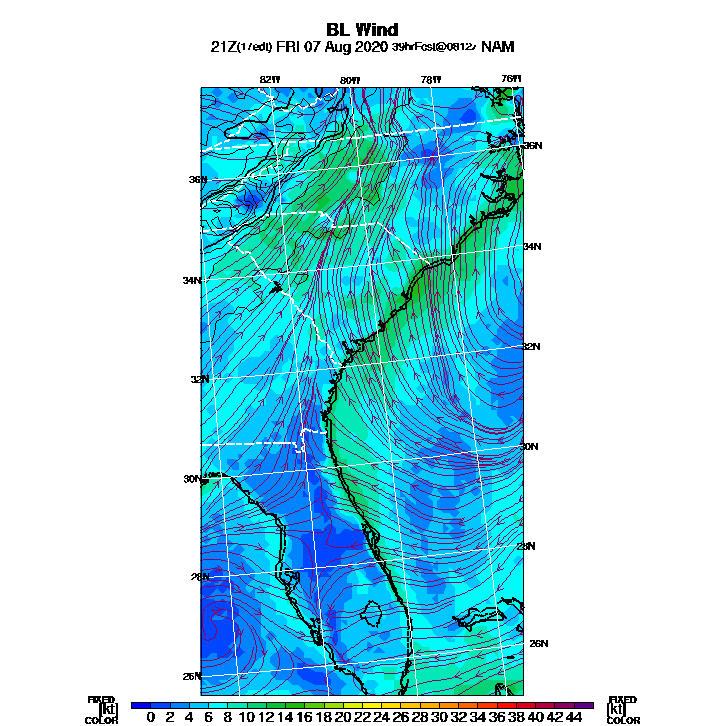 BL Wind
21Z(17edt) FRI 07 Aug 2020 39hrFcst@0812z NAM
82W 80W 78W 76W
36N
36N
34N
34N
32N
32N
30N
30N
28N
28N
26N
26N
FIXED FIXED
[kt] 0 2 4 6 8 10 12 14 16 18 20 22 24 26 28 30 32 34 36 38 40 42 44 [kt]
COLOR COLOR